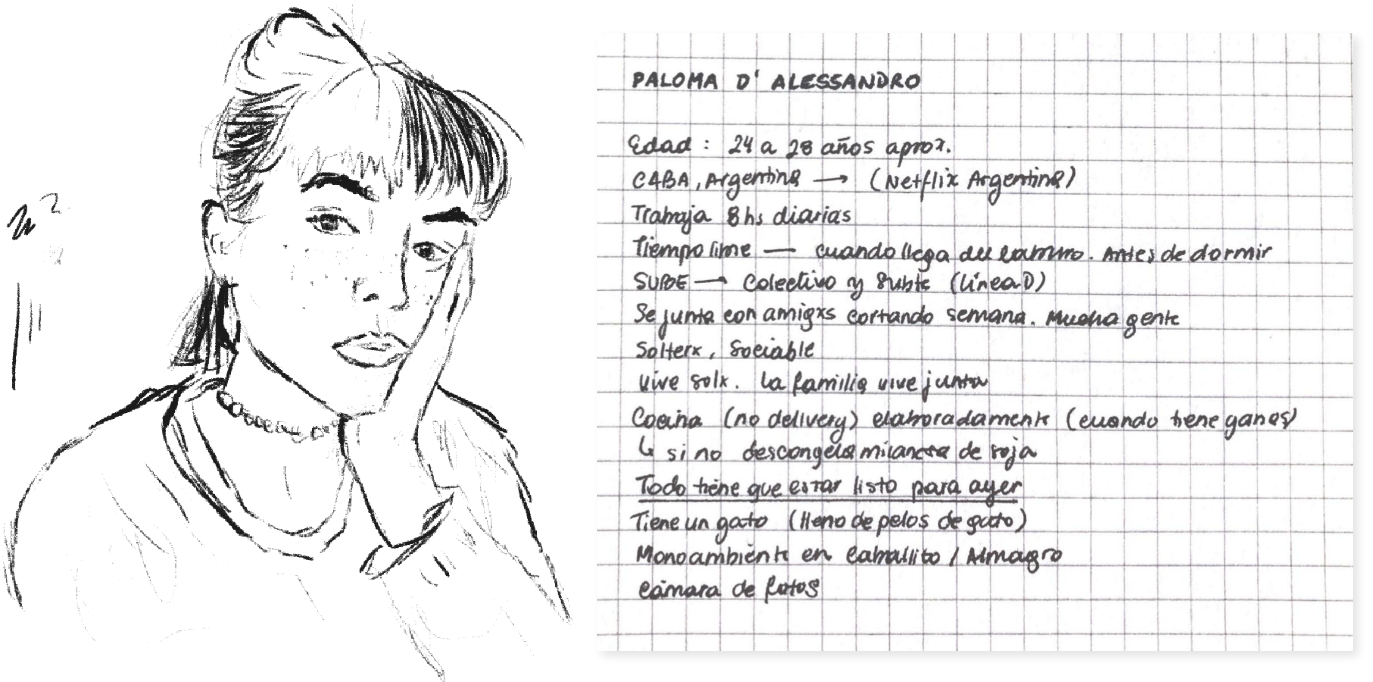 PALOMA D' ALESSANDRO
Edad : 24 a 28 años aprox.
CABA, Argentina → (Netflix Argentina)
Trabaja 8hs diarias
Tiempo — cuando llega del. Antes de dormir
SUBE → Colectivo y Subte (línea D)
Se junta con amigxs cortando semana. Mucha gente
Solterx, Sociable
Vive solx. La familia vive junta
Cocina (no delivery) elaboradamente (cuando tiene ganas)
↳ si no descongela milanesa de soja
Todo tiene que estar listo para ayer
Tiene un gato (lleno de pelos de gato)
Monoambiente en Caballito / Almagro
Cámara de fotos